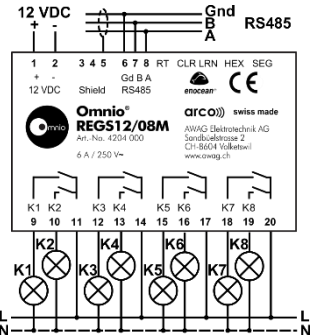 12 VDC
+ -
Gnd
B
A
RS485
1 2 3 4 5 6 7 8 RT CLR LRN HEX SEG
+ - Gd B A
12 VDC Shield RS485
enocean®
CE
Omnio
Omnio®
REGS12/08M
Art.-No. 4204 000
6 A / 250 V~
arco))) swiss made
AWAG Elektrotechnik AG
Sandbüelstrasse 2
CH-8604 Volketswil
www.awag.ch
K1 K2 K3 K4 K5 K6 K7 K8
9 10 11 12 13 14 15 16 17 18 19 20
K2 K4 K6 K8
K1 K3 K5 K7
L L
N N